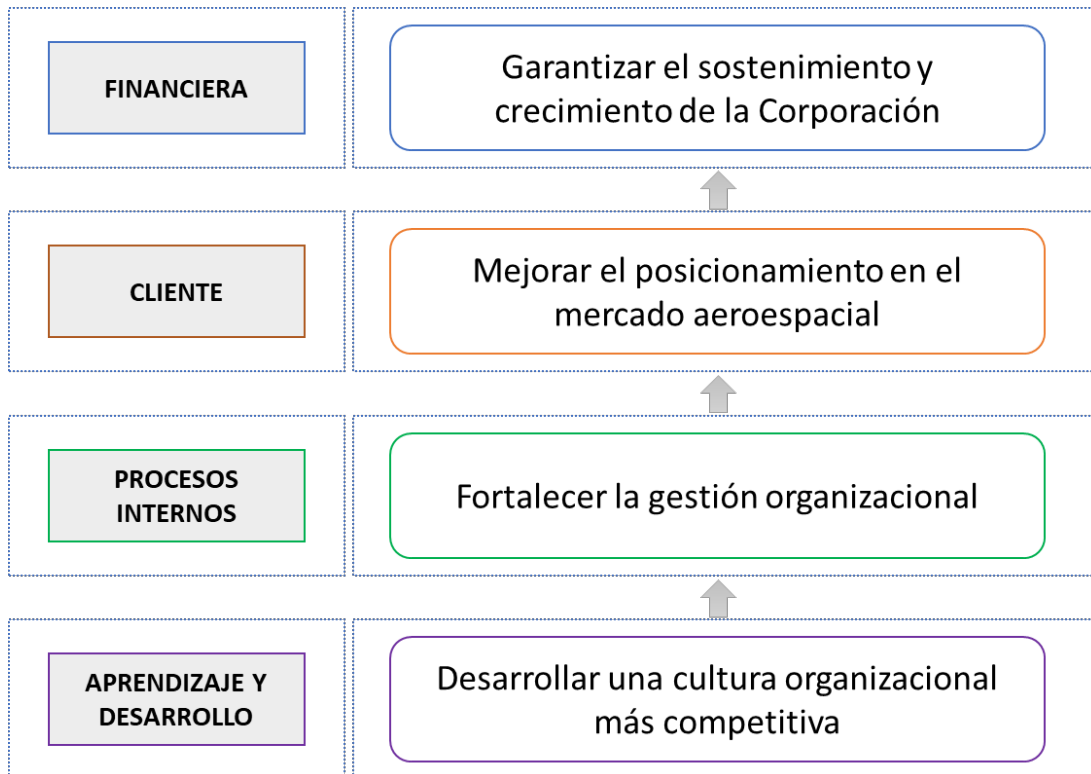 FINANCIERA
Garantizar el sostenimiento y
crecimiento de la Corporación
CLIENTE
Mejorar el posicionamiento en el
mercado aeroespacial
PROCESOS
INTERNOS
Fortalecer la gestión organizacional
APRENDIZAJE Y
DESARROLLO
Desarrollar una cultura organizacional
más competitiva